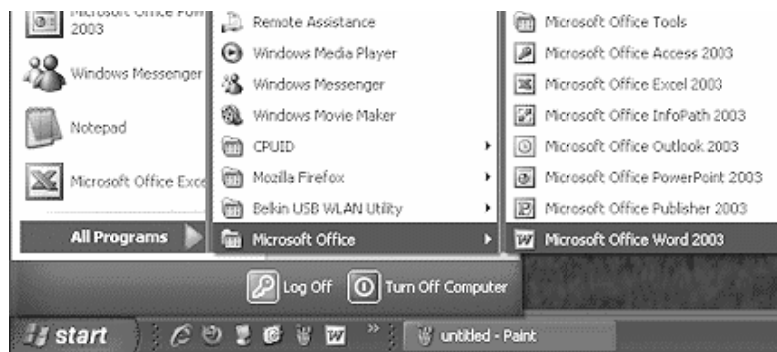 Microsoft Office Pow
2003
Windows Messenger
Notepad
Microsoft Office Exce
All Programs
Remote Assistance
Windows Media Player
Windows Messenger
Windows Movie Maker
CPUID
Mozilla Firefox
Belkin USB WLAN Utility
Microsoft Office
Microsoft Office Tools
Microsoft Office Access 2003
Microsoft Office Excel 2003
Microsoft Office InfoPath 2003
Microsoft Office Outlook 2003
Microsoft Office PowerPoint 2003
Microsoft Office Publisher 2003
Microsoft Office Word 2003
Log Off
Turn Off Computer
start
untitled - Paint